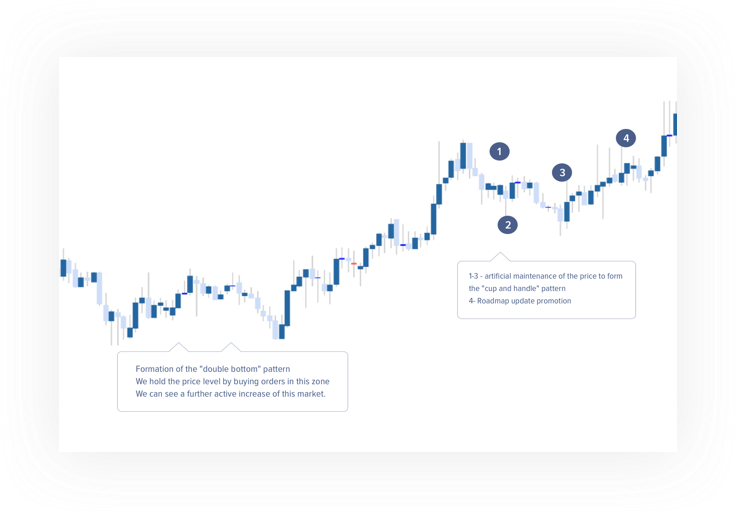 1
3
4
2
1-3 - artificial maintenance of the price to form
the "cup and handle" pattern
4- Roadmap update promotion
Formation of the "double bottom" pattern
We hold the price level by buying orders in this zone
We can see a further active increase of this market.